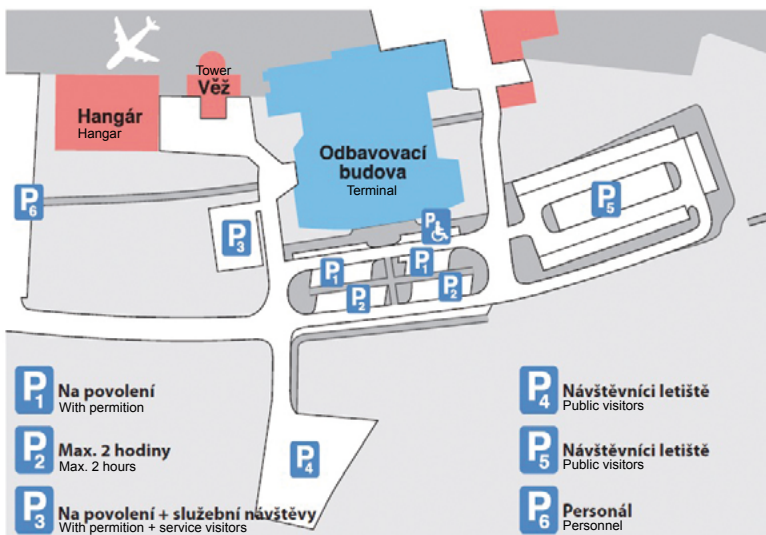 Tower
Věž
Hangár
Hangar
Odbavovací
budova
Terminal
P6
P3
P
P5
P1
P1
P2
P2
P4
P1 Na povolení
With permition
P2 Max. 2 hodiny
Max. 2 hours
P3 Na povolení + služební návštěvy
With permition + service visitors
P4 Návštěvníci letiště
Public visitors
P5 Návštěvníci letiště
Public visitors
P6 Personál
Personnel